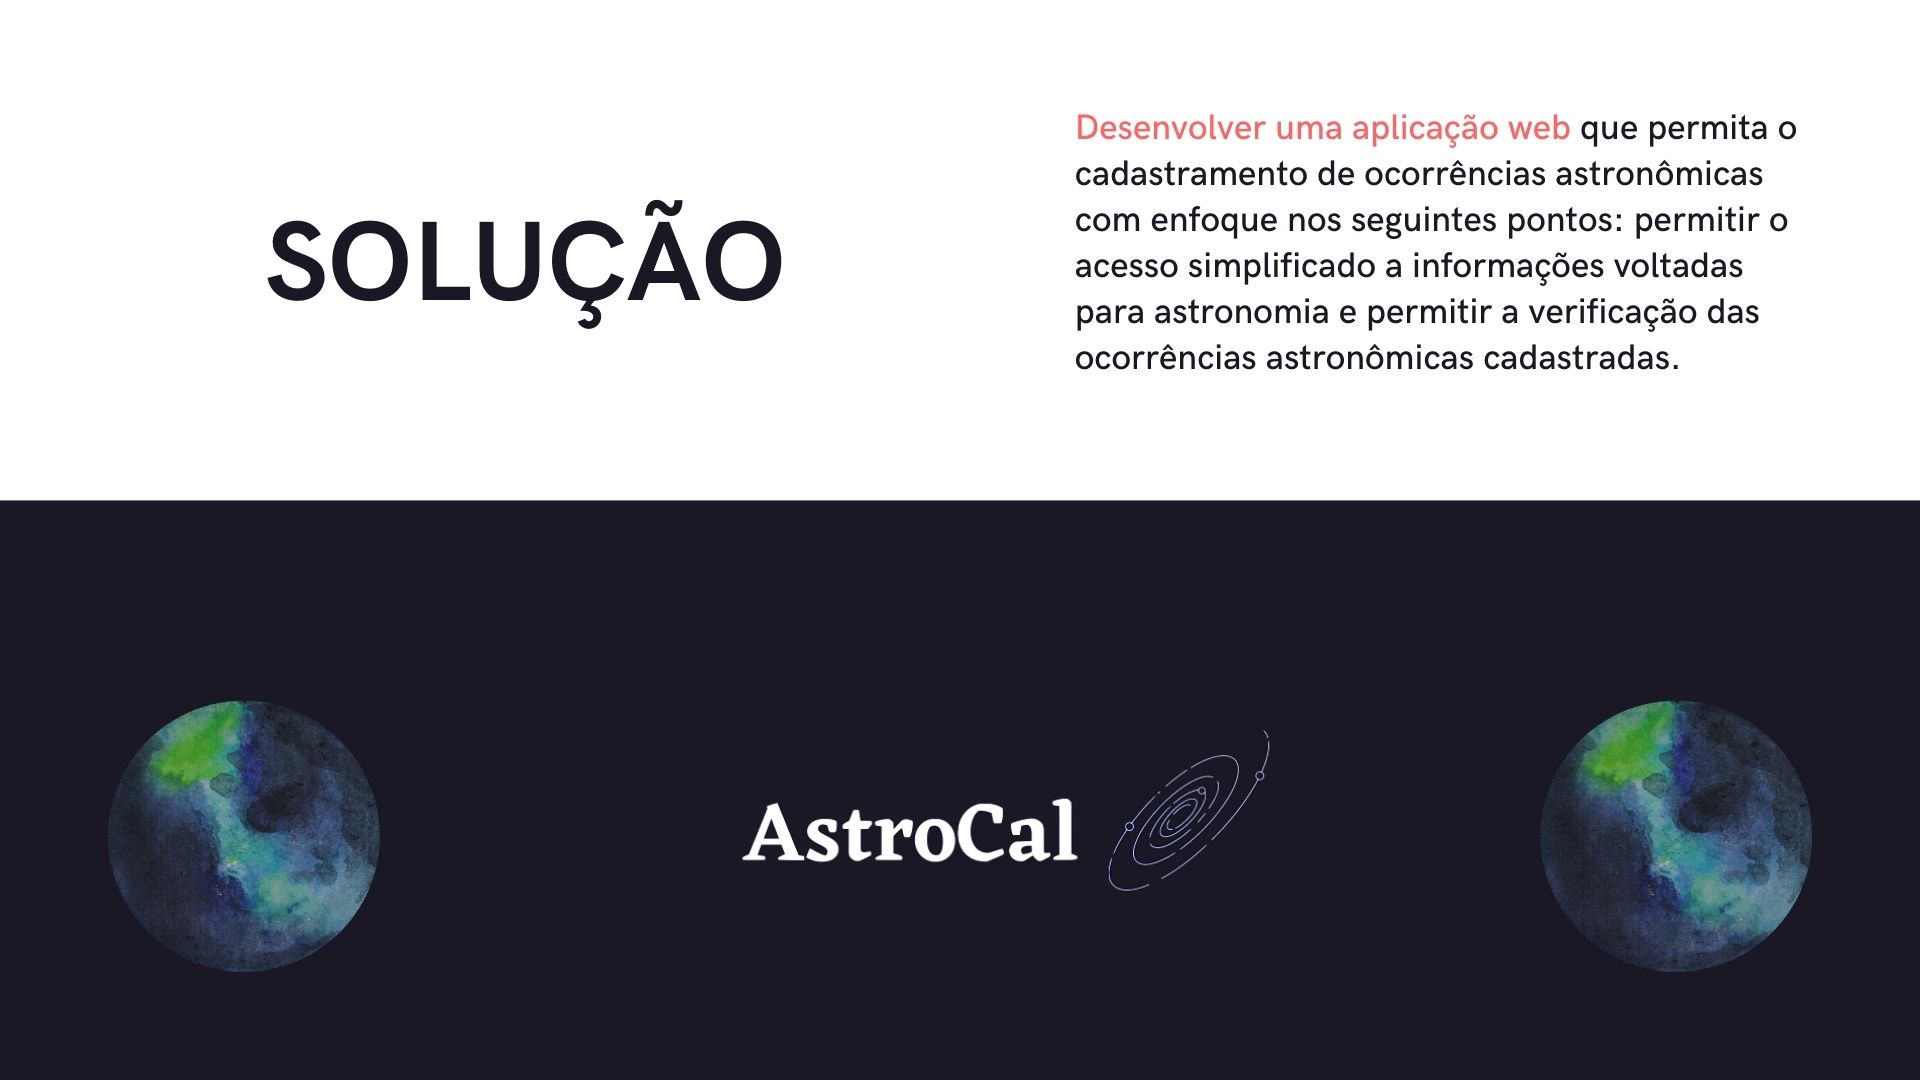 SOLUÇÃO
Desenvolver uma aplicação web que permita o
cadastramento de ocorrências astronômicas
com enfoque nos seguintes pontos: permitir o
acesso simplificado a informações voltadas
para astronomia e permitir a verificação das
ocorrências astronômicas cadastradas.
AstroCal